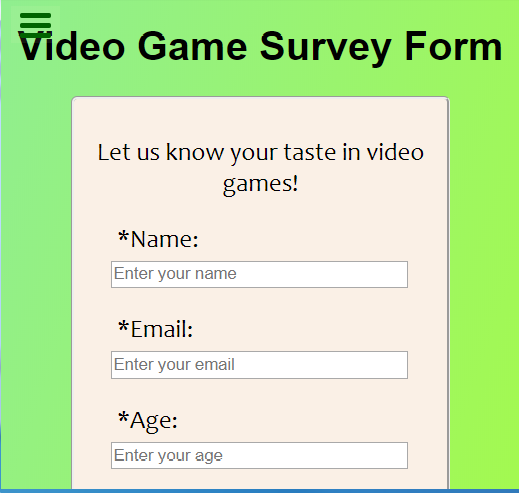 Video Game Survey Form
Let us know your taste in video
games!
*Name:
Enter your name
*Email:
Enter your email
*Age:
Enter your age